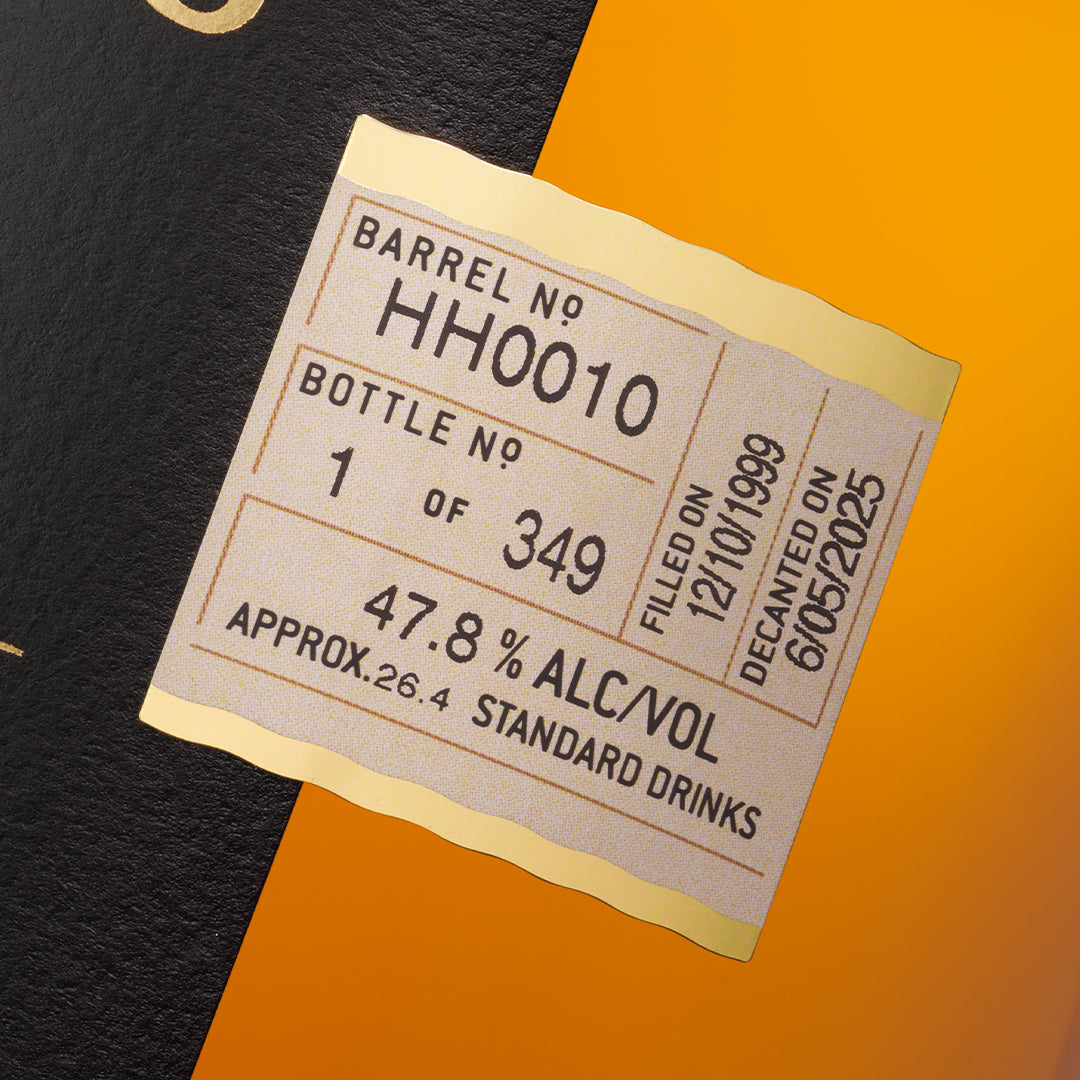 BARREL Nº
HH0010
BOTTLE Nº
1 OF 349
FILLED ON
12/10/1999
DECANTED ON
6/05/2025
47.8% ALC/VOL
APPROX.26.4 STANDARD DRINKS